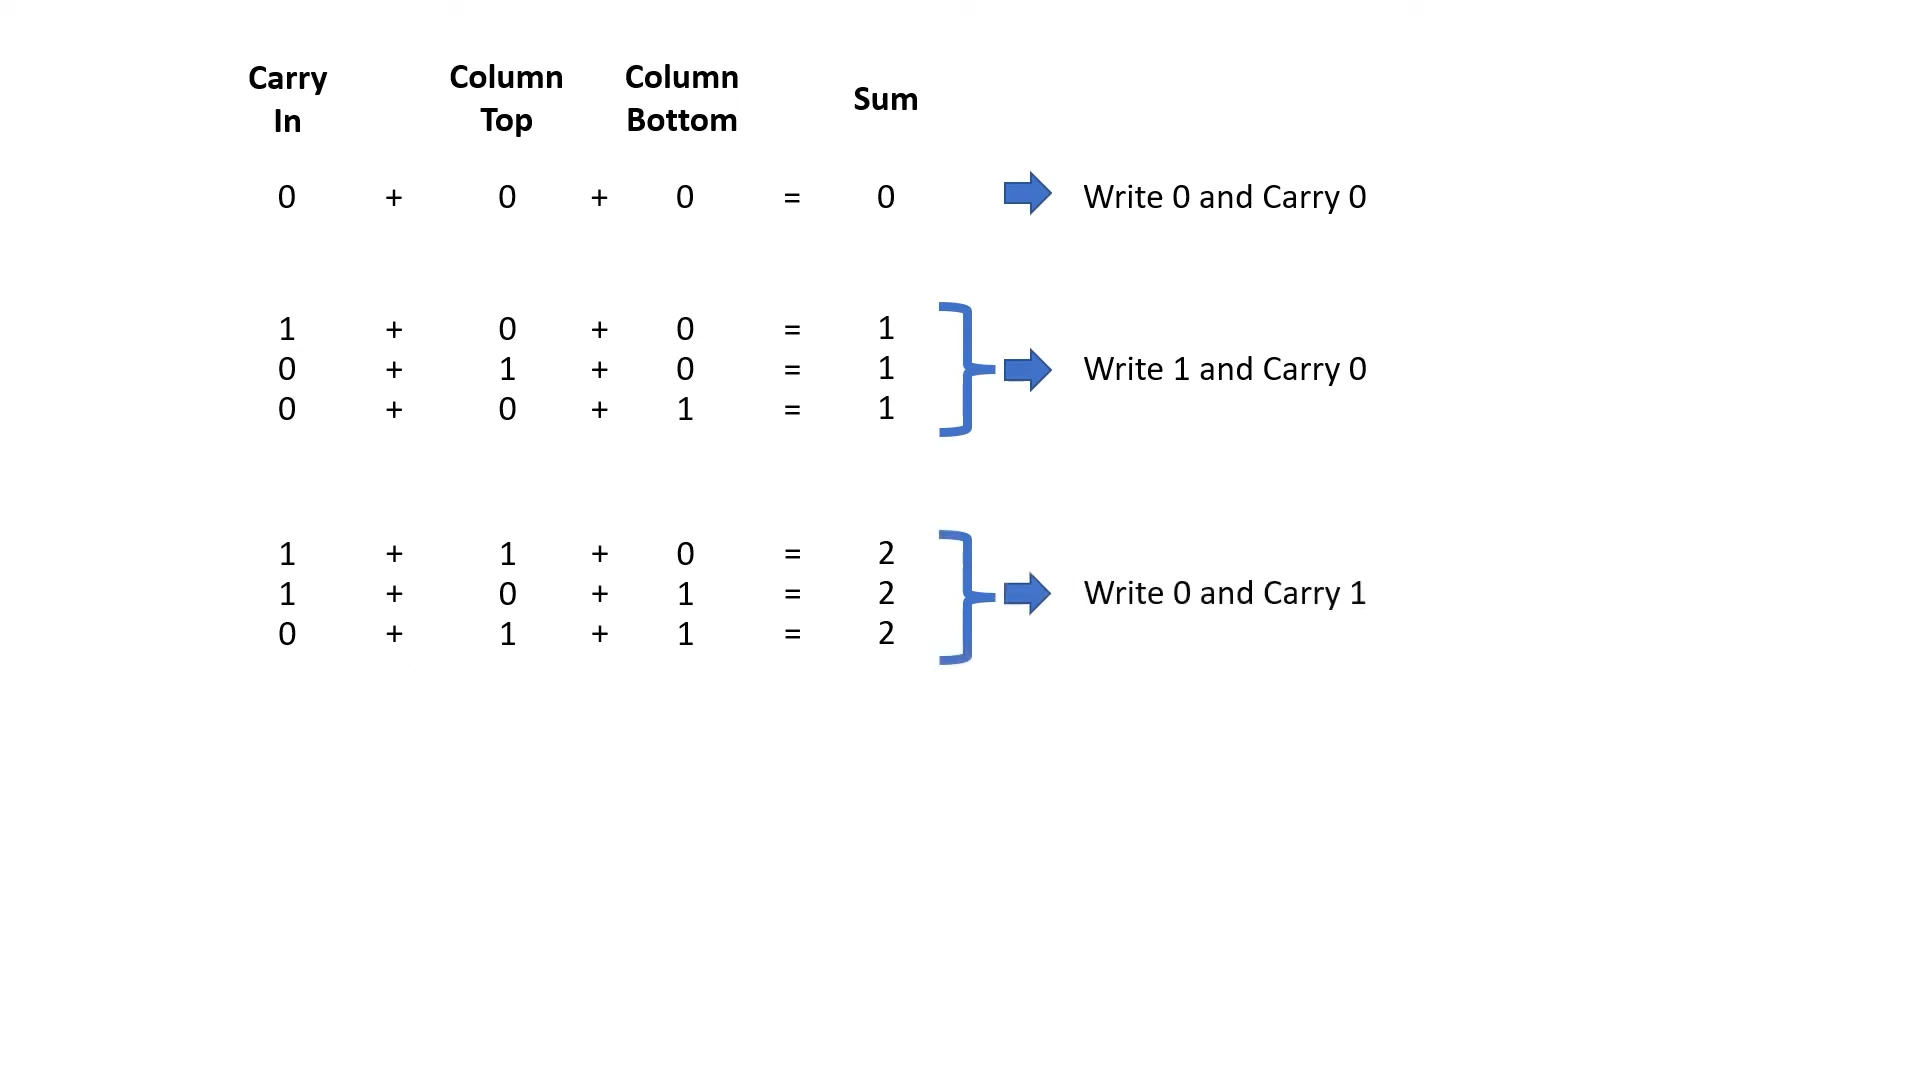 Carry In Column Top Column Bottom Sum
0 + 0 + 0 = 0 Write 0 and Carry 0
1 + 0 + 0 = 1
0 + 1 + 0 = 1 Write 1 and Carry 0
0 + 0 + 1 = 1
1 + 1 + 0 = 2
1 + 0 + 1 = 2 Write 0 and Carry 1
0 + 1 + 1 = 2